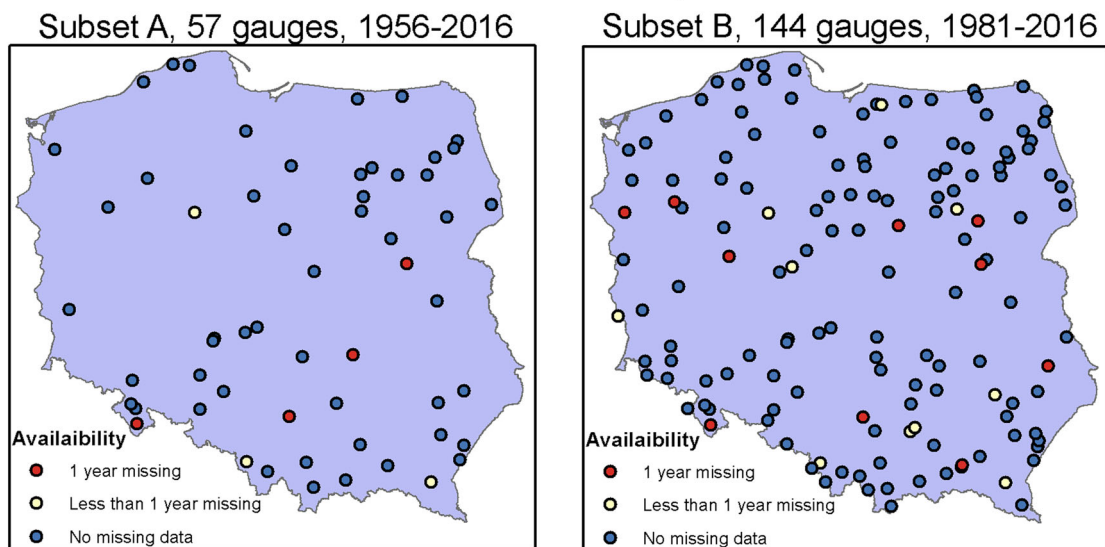 Subset A, 57 gauges, 1956-2016
Availaibility
1 year missing
Less than 1 year missing
No missing data
Subset B, 144 gauges, 1981-2016
Availaibility
1 year missing
Less than 1 year missing
No missing data